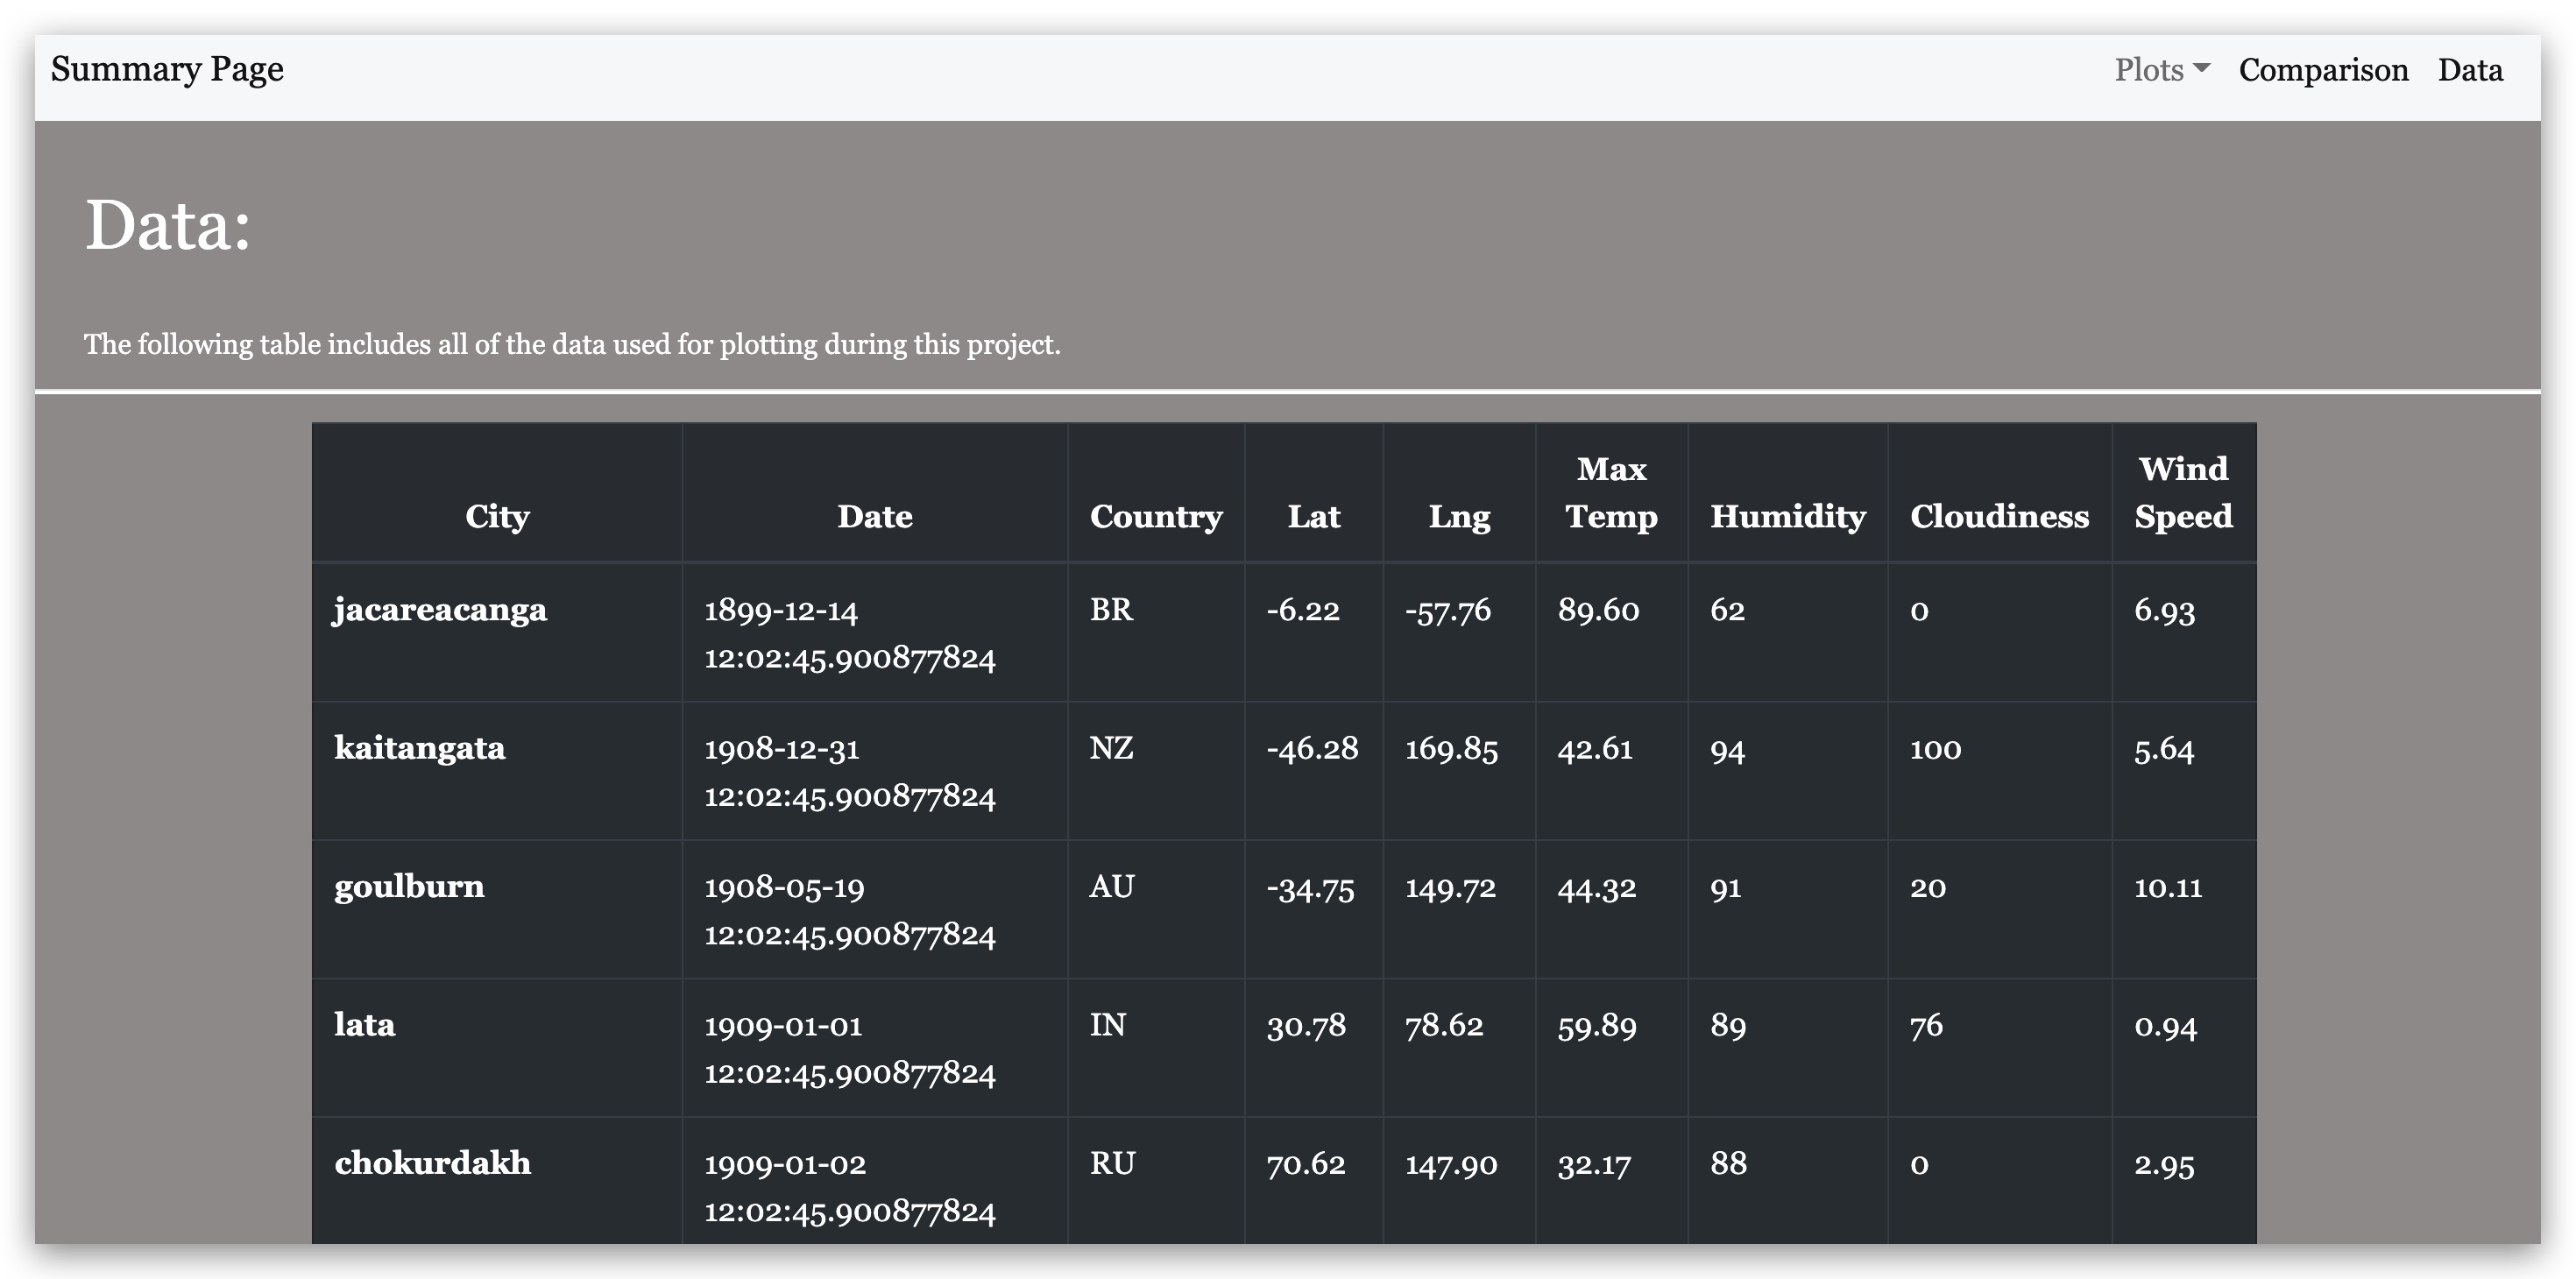 Summary Page
Plots Comparison Data
Data:
The following table includes all of the data used for plotting during this project.
City Date Country Lat Lng Max Temp Humidity Cloudiness Wind Speed
jacareacanga 1899-12-14 12:02:45.900877824 BR -6.22 -57.76 89.60 62 0 6.93
kaitangata 1908-12-31 12:02:45.900877824 NZ -46.28 169.85 42.61 94 100 5.64
goulburn 1908-05-19 12:02:45.900877824 AU -34.75 149.72 44.32 91 20 10.11
lata 1909-01-01 12:02:45.900877824 IN 30.78 78.62 59.89 89 76 0.94
chokurdakh 1909-01-02 12:02:45.900877824 RU 70.62 147.90 32.17 88 0 2.95